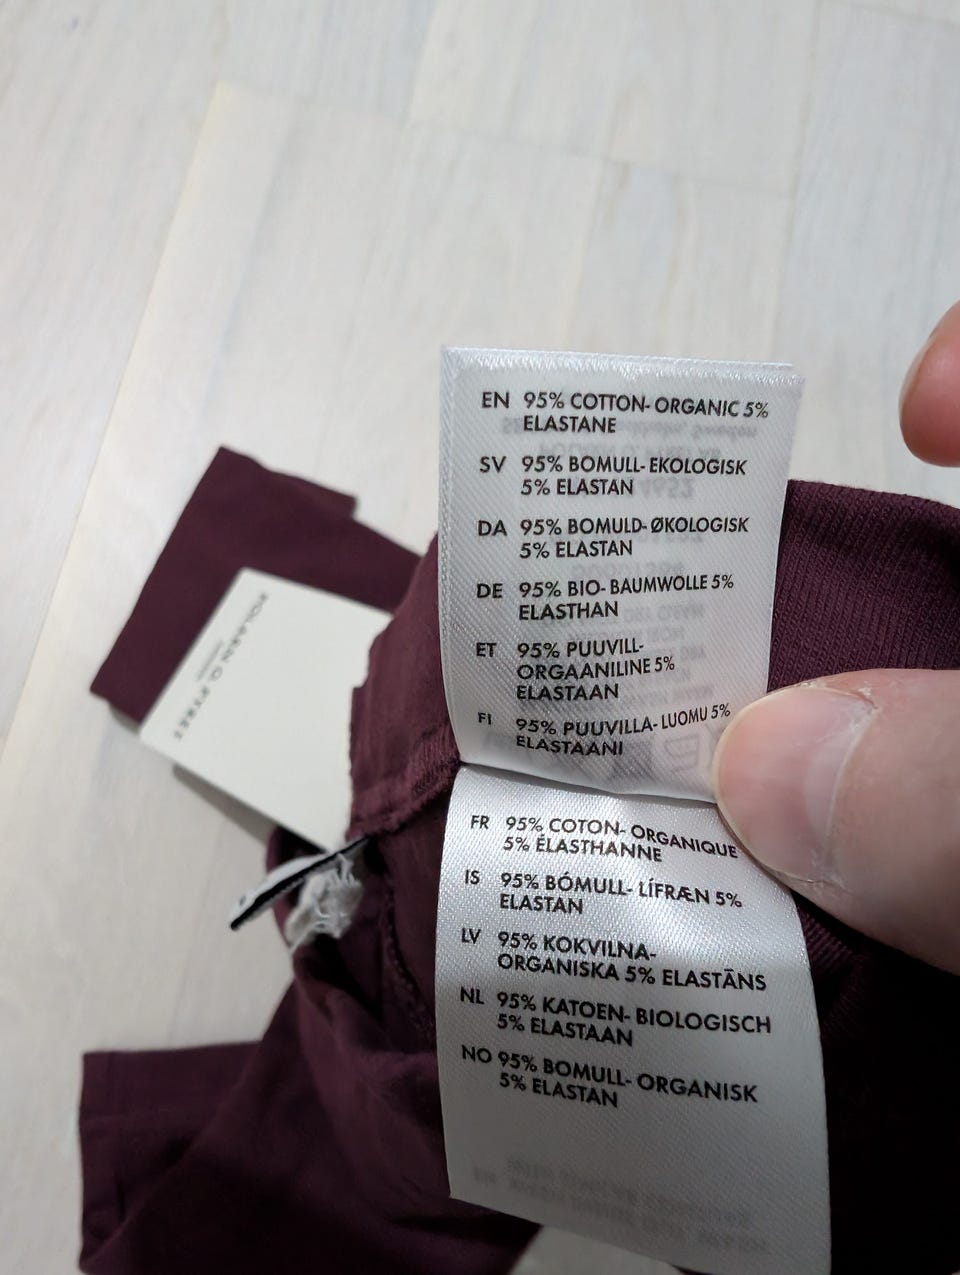 EN 95% COTTON- ORGANIC 5%
ELASTANE
SV 95% BOMULL- EKOLOGISK
5% ELASTAN
DA 95% BOMULD- ØKOLOGISK
5% ELASTAN
DE 95% BIO- BAUMWOLLE 5%
ELASTHAN
ET 95% PUUVILL-
ORGAANILINE 5%
ELASTAAN
FI 95% PUUVILLA- LUOMU 5%
ELASTAANI
FR 95% COTON- ORGANIQUE
5% ÉLASTHANNE
IS 95% BÓMULL- LÍFRÆN 5%
ELASTAN
LV 95% KOKVILNA-
ORGANISKA 5% ELASTĀNS
NL 95% KATOEN- BIOLOGISCH
5% ELASTAAN
NO 95% BOMULL- ORGANISK
5% ELASTAN
POLARN O. PYRET